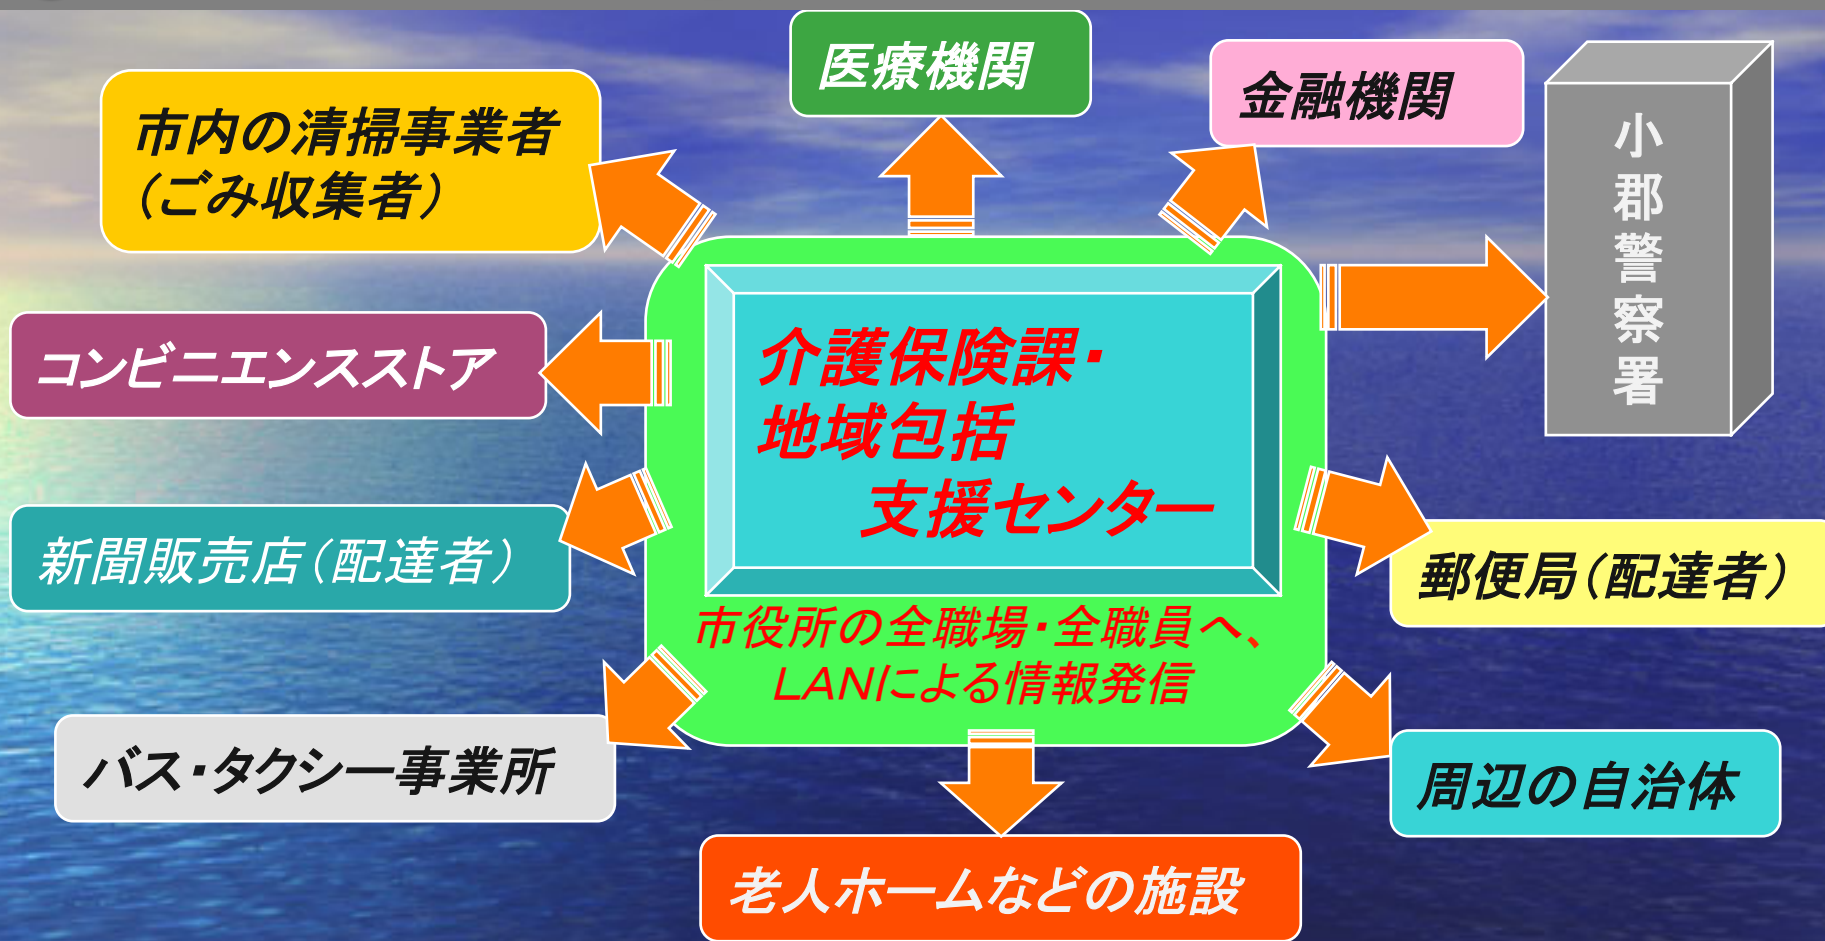 医療機関
金融機関
小郡警察署
市内の清掃事業者
（ごみ収集者）
コンビニエンスストア
介護保険課・
地域包括
支援センター
新聞販売店（配達者）
郵便局（配達者）
市役所の全職場・全職員へ、
LANによる情報発信
バス・タクシー事業所
周辺の自治体
老人ホームなどの施設